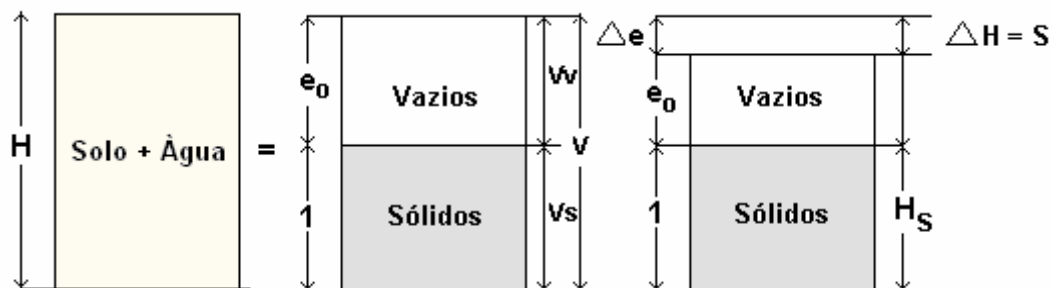 H
Solo + Àgua
=
e0
1
Vazios
Sólidos
Vv
Vs
V
△e
e0
1
Vazios
Sólidos
△H = S
HS